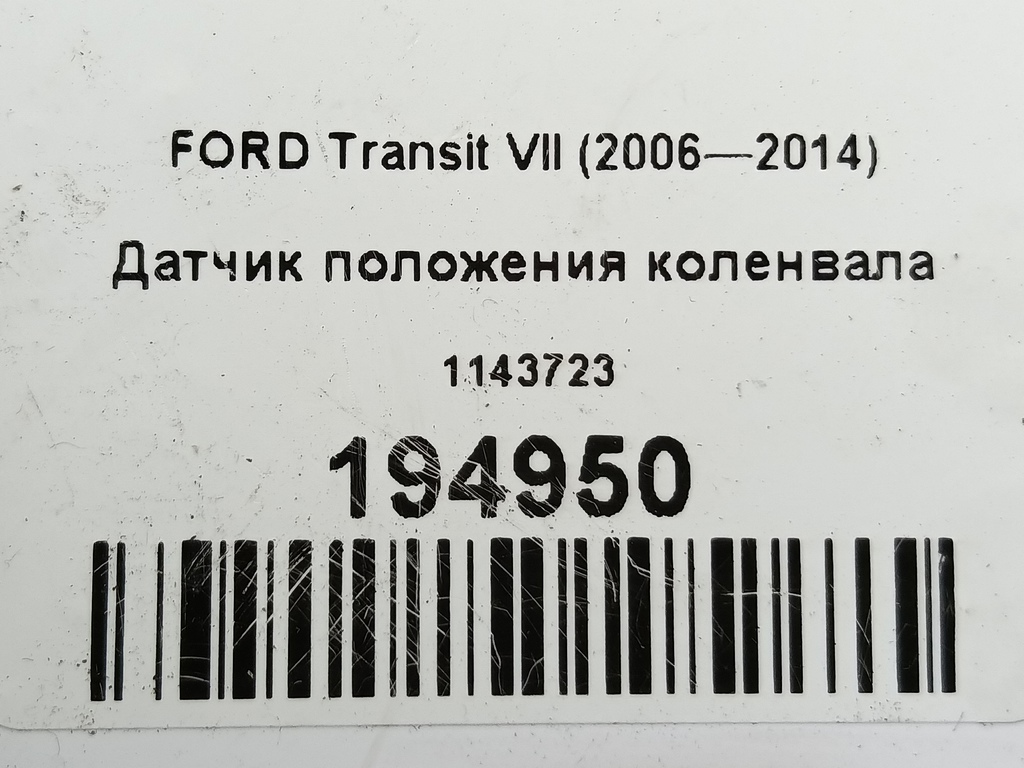 FORD Transit VII (2006—2014)
Датчик положения коленвала
1143723
194950